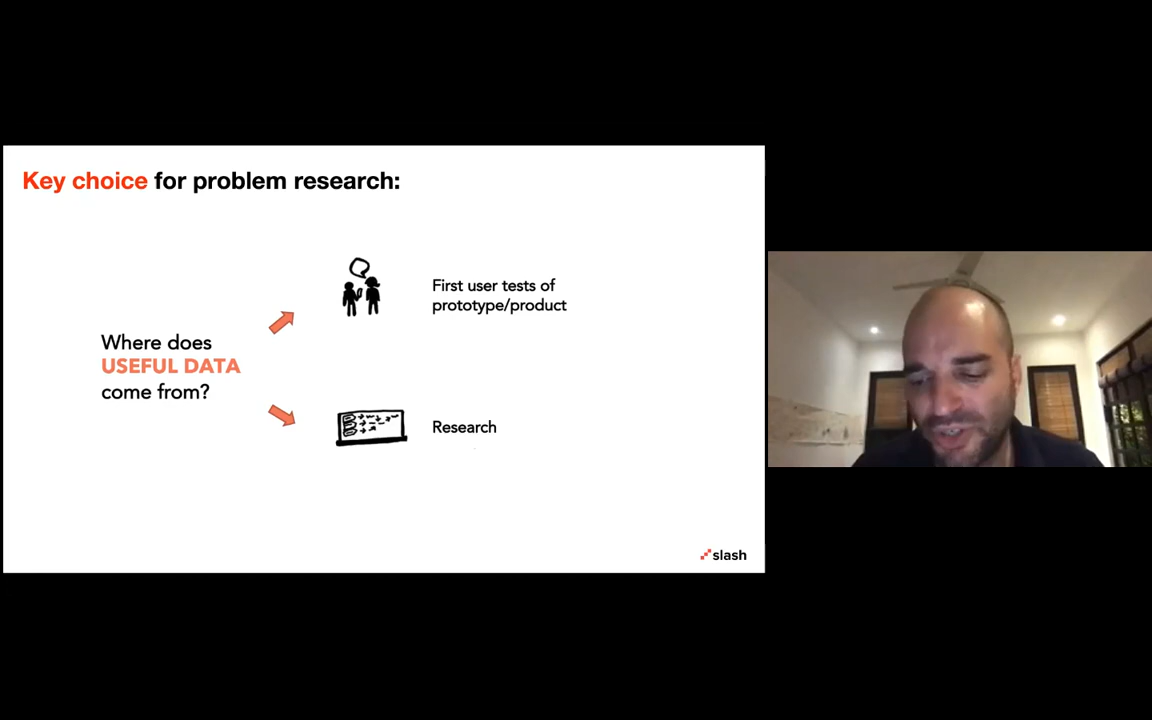 Key choice for problem research:
First user tests of
prototype/product
Where does
USEFUL DATA
come from?
Research
slash